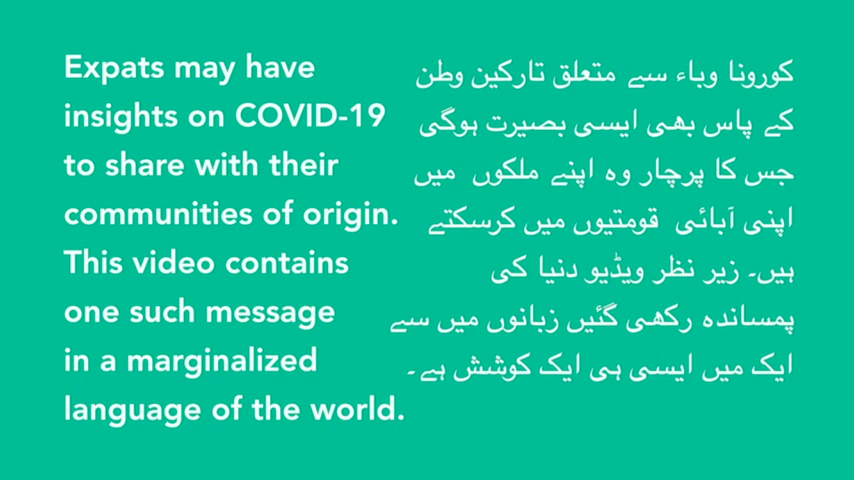 Expats may have
insights on COVID-19
to share with their
communities of origin.
This video contains
one such message
in a marginalized
language of the world.
کورونا وباء سے متعلق تارکین وطن
کے پاس بھی ایسی بصیرت ہوگی
جس کا پرچار وہ اپنے ملکوں میں
اپنی آبائی قومتیوں میں کرسکتے
ہیں۔ زیر نظر ویڈیو دنیا کی
پمساندہ رکھی گئیں زبانوں میں سے
ایک میں ایسی ہی ایک کوشش ہے۔